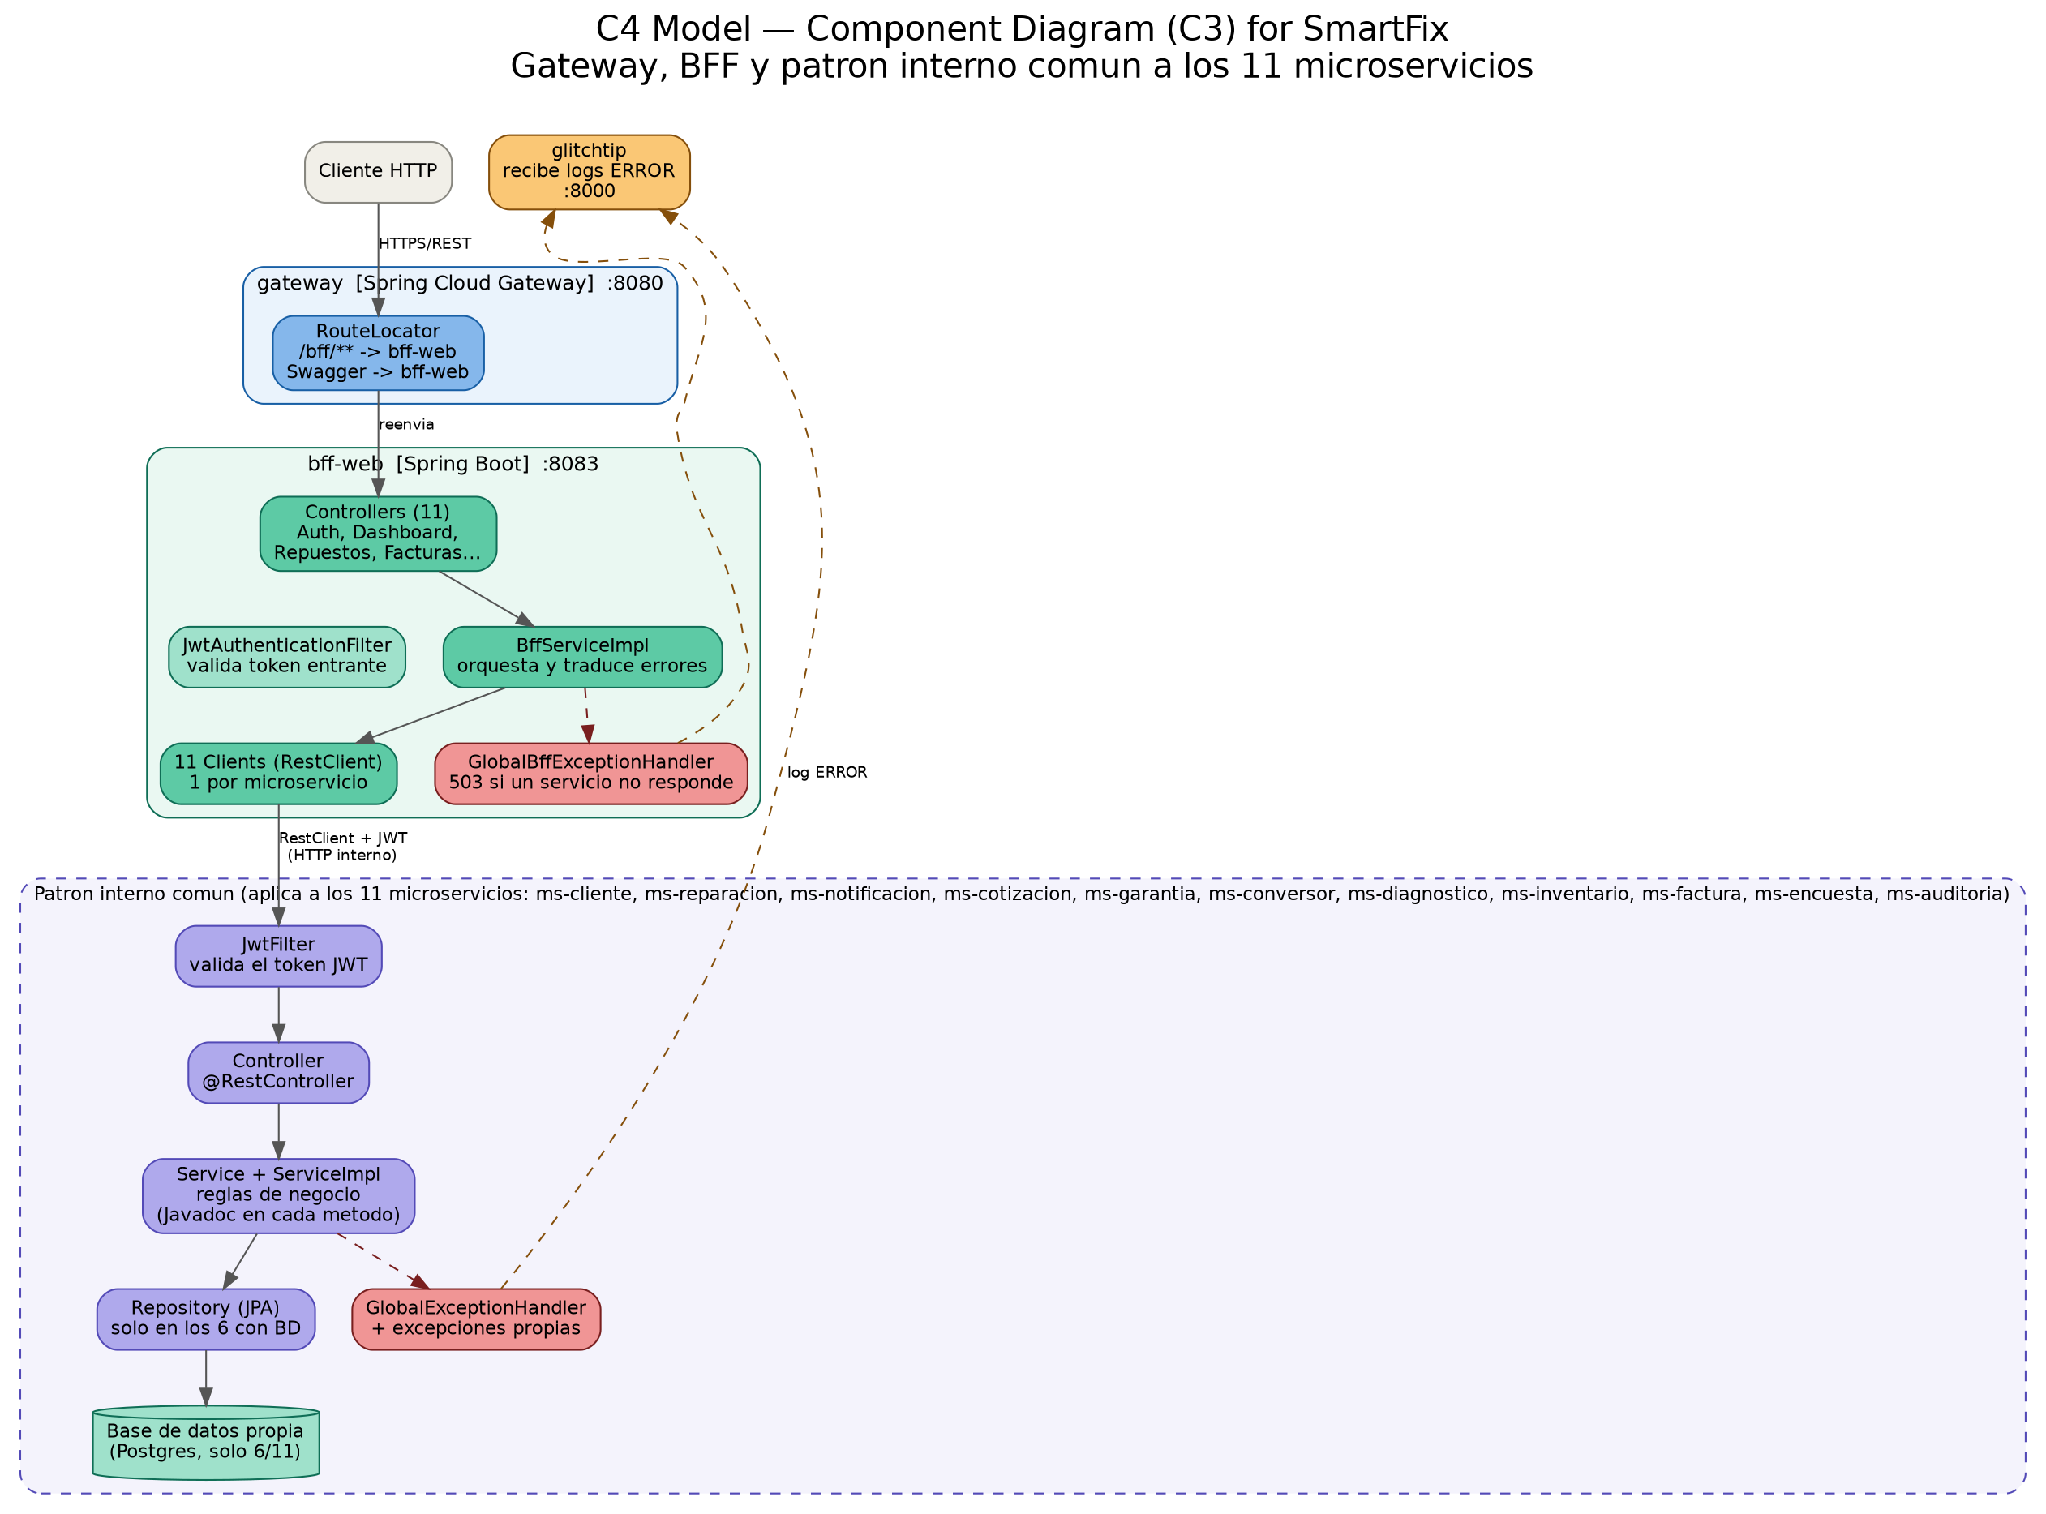 C4 Model — Component Diagram (C3) for SmartFix
Gateway, BFF y patron interno comun a los 11 microservicios
Cliente HTTP
glitchtip
recibe logs ERROR
:8000
HTTPS/REST
gateway [Spring Cloud Gateway] :8080
RouteLocator
/bff/** -> bff-web
Swagger -> bff-web
reenvia
bff-web [Spring Boot] :8083
Controllers (11)
Auth, Dashboard,
Repuestos, Facturas...
JwtAuthenticationFilter
valida token entrante
BffServiceImpl
orquesta y traduce errores
11 Clients (RestClient)
1 por microservicio
GlobalBffExceptionHandler
503 si un servicio no responde
log ERROR
RestClient + JWT
(HTTP interno)
Patron interno comun (aplica a los 11 microservicios: ms-cliente, ms-reparacion, ms-notificacion, ms-cotizacion, ms-garantia, ms-conversor, ms-diagnostico, ms-inventario, ms-factura, ms-encuesta, ms-auditoria)
JwtFilter
valida el token JWT
Controller
@RestController
Service + ServiceImpl
reglas de negocio
(Javadoc en cada metodo)
Repository (JPA)
solo en los 6 con BD
GlobalExceptionHandler
+ excepciones propias
Base de datos propia
(Postgres, solo 6/11)